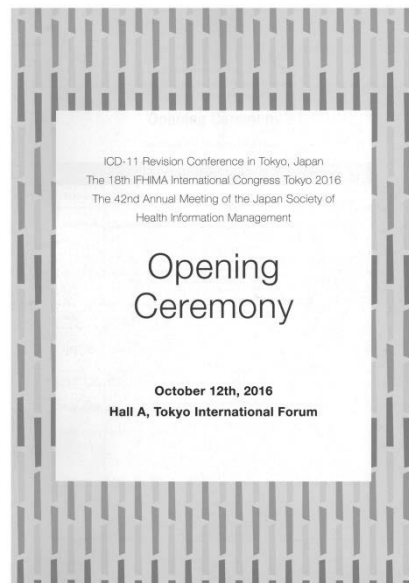 ICD-11 Revision Conference in Tokyo, Japan
The 18th IFHIMA International Congress Tokyo 2016
The 42nd Annual Meeting of the Japan Society of
Health Information Management
Opening
Ceremony
October 12th, 2016
Hall A, Tokyo International Forum